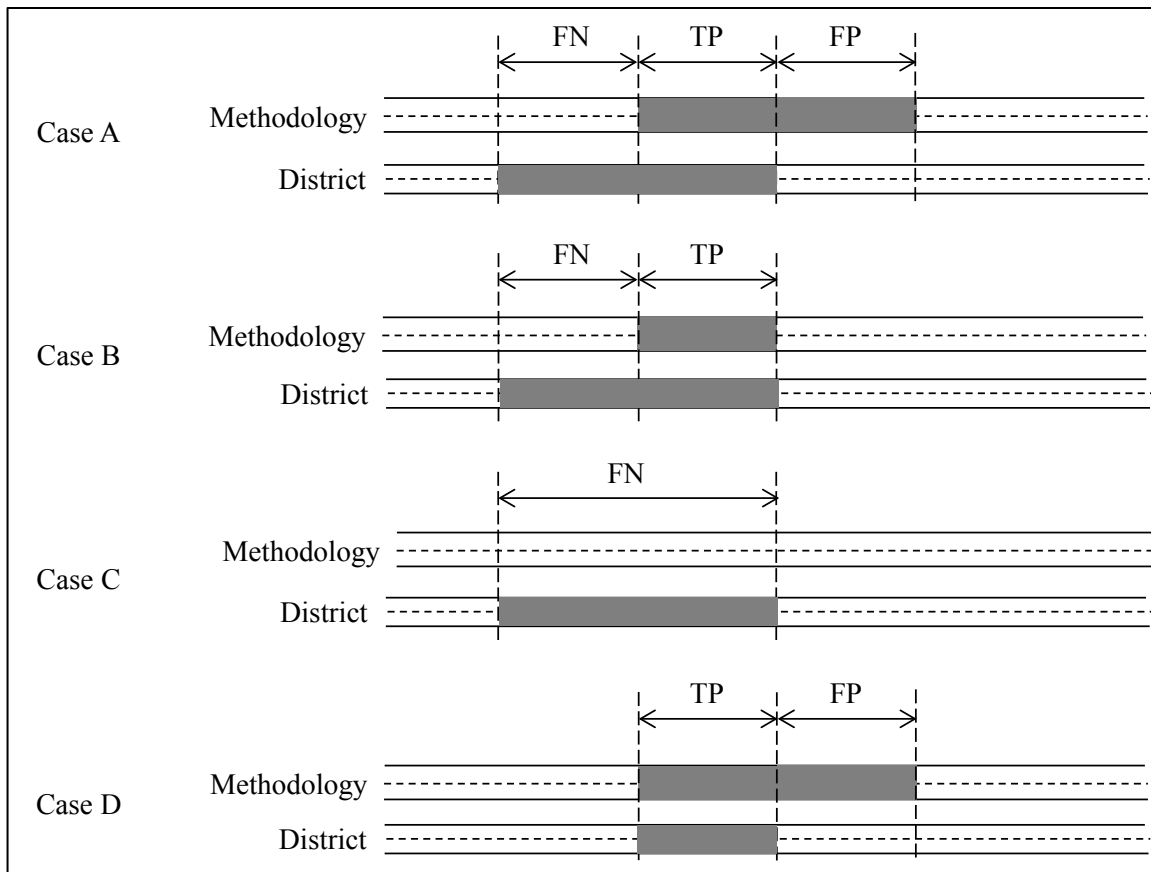 FN TP FP
Methodology
Case A
District
FN TP
Methodology
Case B
District
FN
Methodology
Case C
District
TP FP
Methodology
Case D
District